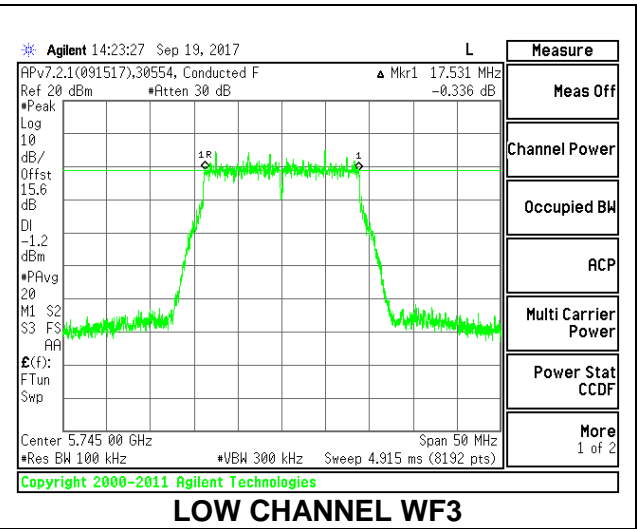 Agilent 14:23:27 Sep 19, 2017 L
Measure
APv7.2.1(091517),30554, Conducted F
▲ Mkr1 17.531 MHz
Ref 20 dBm #Atten 30 dB -0.336 dB
Meas Off
#Peak
Log
10
dB/
Offst
15.6
dB
DI
-1.2
dBm
#PAvg
20
M1 S2
S3 FS
AA
£(f):
FTun
Swp
1R
1
Channel Power
Occupied BW
ACP
Multi Carrier
Power
Power Stat
CCDF
More
1 of 2
Center 5.745 00 GHz Span 50 MHz
#Res BW 100 kHz #VBW 300 kHz Sweep 4.915 ms (8192 pts)
Copyright 2000-2011 Agilent Technologies
LOW CHANNEL WF3